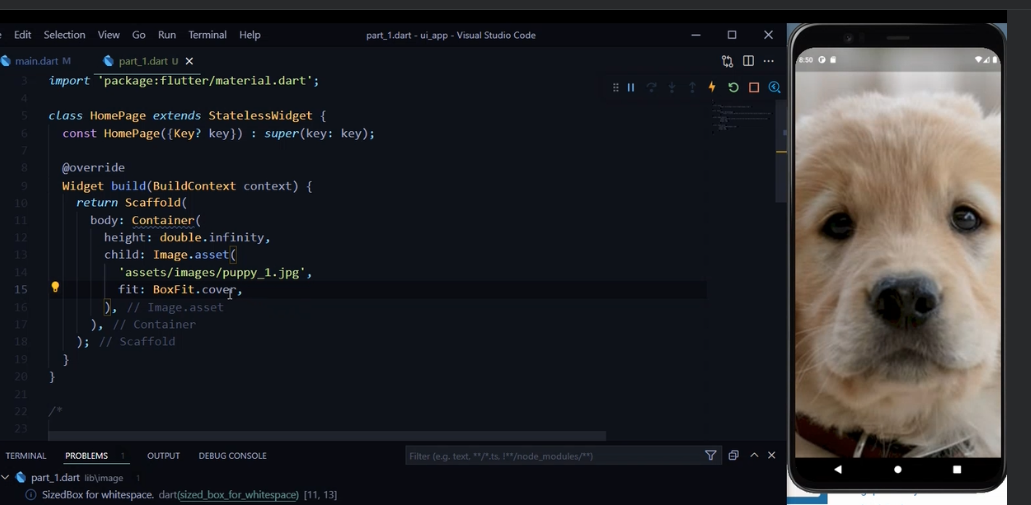 Edit Selection View Go Run Terminal Help part_1.dart - ui_app - Visual Studio Code
main.dart M part_1.dart U
3 import 'package:flutter/material.dart';
4
5 class HomePage extends StatelessWidget {
6 const HomePage({Key? key}) : super(key: key);
7
8 @override
9 Widget build(BuildContext context) {
10 return Scaffold(
11 body: Container(
12 height: double.infinity,
13 child: Image.asset(
14 'assets/images/puppy_1.jpg',
15 fit: BoxFit.cover,
16 ), // Image.asset
17 ), // Container
18 ); // Scaffold
19 }
20 }
21
22 /*
23
TERMINAL PROBLEMS 1 OUTPUT DEBUG CONSOLE Filter (e.g. text, **/*.ts, !**/node_modules/**)
part_1.dart lib\image 1
SizedBox for whitespace. dart(sized_box_for_whitespace) [11, 13]
8:50